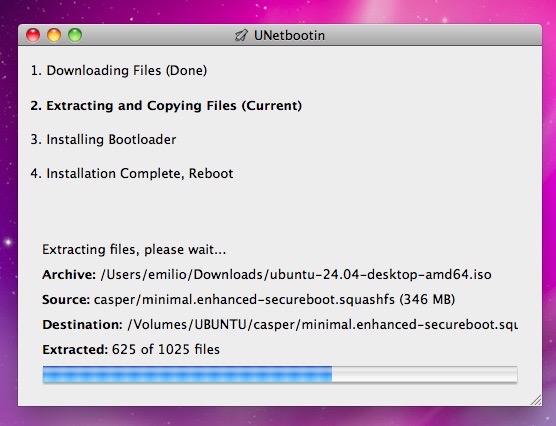 UNetbootin
1. Downloading Files (Done)
2. Extracting and Copying Files (Current)
3. Installing Bootloader
4. Installation Complete, Reboot
Extracting files, please wait...
Archive: /Users/emilio/Downloads/ubuntu-24.04-desktop-amd64.iso
Source: casper/minimal.enhanced-secureboot.squashfs (346 MB)
Destination: /Volumes/UBUNTU/casper/minimal.enhanced-secureboot.squ
Extracted: 625 of 1025 files